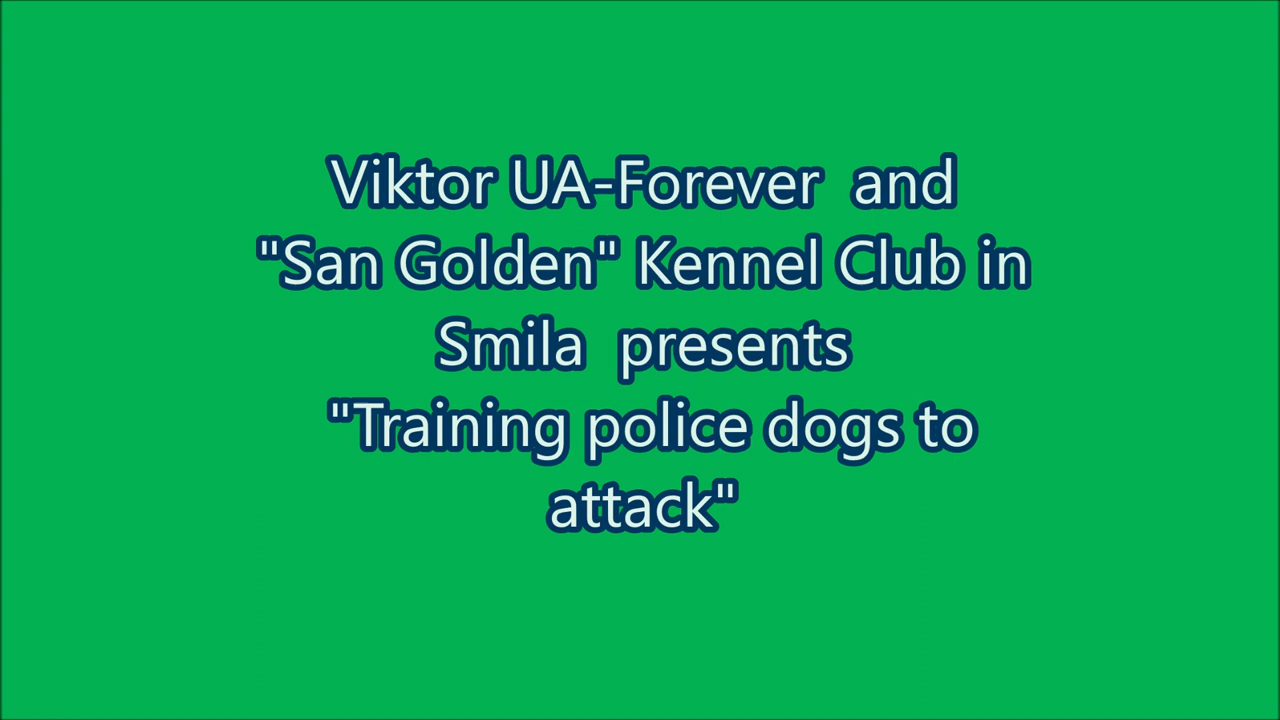 Viktor UA-Forever  and
"San Golden" Kennel Club in
Smila  presents
"Training police dogs to
attack"